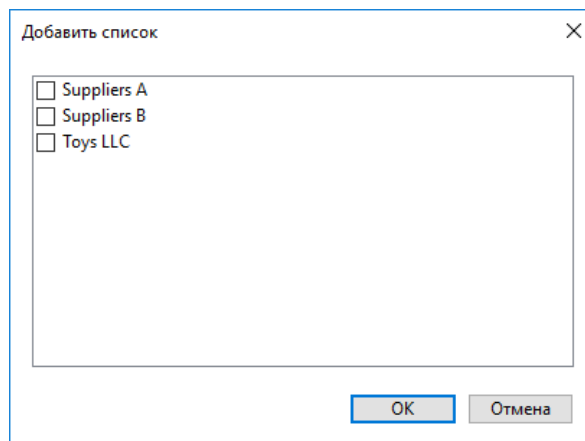 Добавить список
Suppliers A
Suppliers B
Toys LLC
OK Отмена